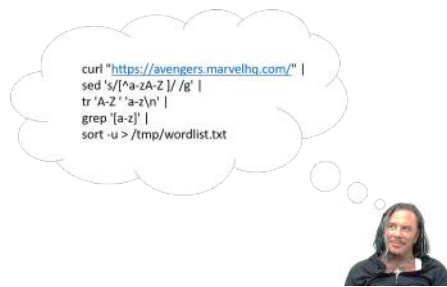 curl "https://avengers.marvelhq.com/" |
sed 's/[^a-zA-Z ]/ /g' |
tr 'A-Z ' 'a-z\n' |
grep '[a-z]' |
sort -u > /tmp/wordlist.txt